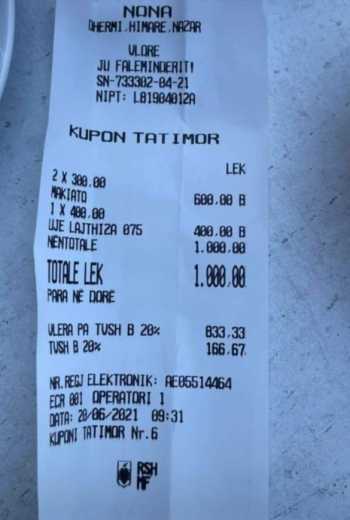 NONA
DHERMI,HIMARE,NAZAR
VLORE
JU FALEMINDERIT!
SN-733302-04-21
NIPT: L81904012A
KUPON TATIMOR
LEK
2 X 300.00
MAKIATO 600.00 B
1 X 400.00
UJE LAJTHIZA 075 400.00 B
NENTOTALE 1.000.00
TOTALE LEK 1.000.00
PARA NË DORË
VLERA PA TVSH B 20% 833,33
TVSH B 20% 166,67
NR.REGJ ELEKTRONIK: AE05514464
ECR 001 OPERATORI 1
DATA: 20/06/2021 09:31
KUPONI TATIMOR Nr.6
RSH
MF